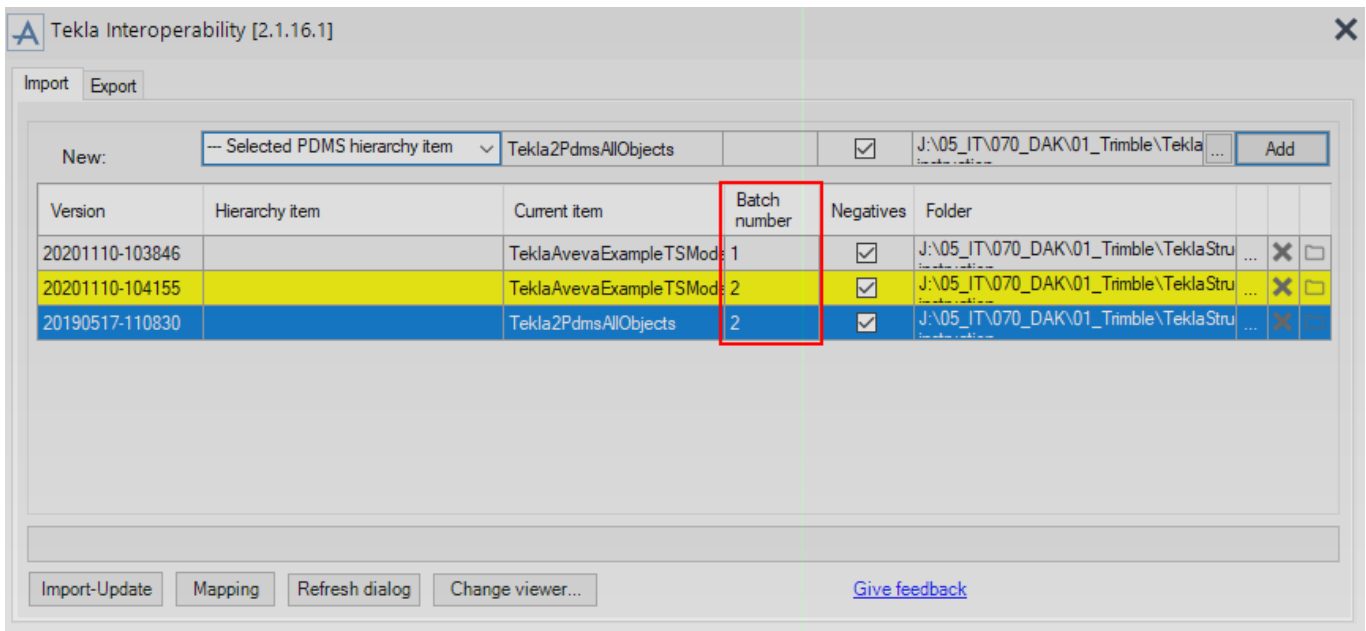 Tekla Interoperability [2.1.16.1]
Import Export
New: --- Selected PDMS hierarchy item Tekla2PdmsAllObjects J:\05_IT\070_DAK\01_Trimble\Tekla ... Add
Version Hierarchy item Current item Batch number Negatives Folder
20201110-103846 TeklaAvevaExampleTSMode 1 J:\05_IT\070_DAK\01_Trimble\TeklaStru ...
20201110-104155 TeklaAvevaExampleTSMode 2 J:\05_IT\070_DAK\01_Trimble\TeklaStru ...
20190517-110830 Tekla2PdmsAllObjects 2 J:\05_IT\070_DAK\01_Trimble\TeklaStru ...
Import-Update Mapping Refresh dialog Change viewer... Give feedback